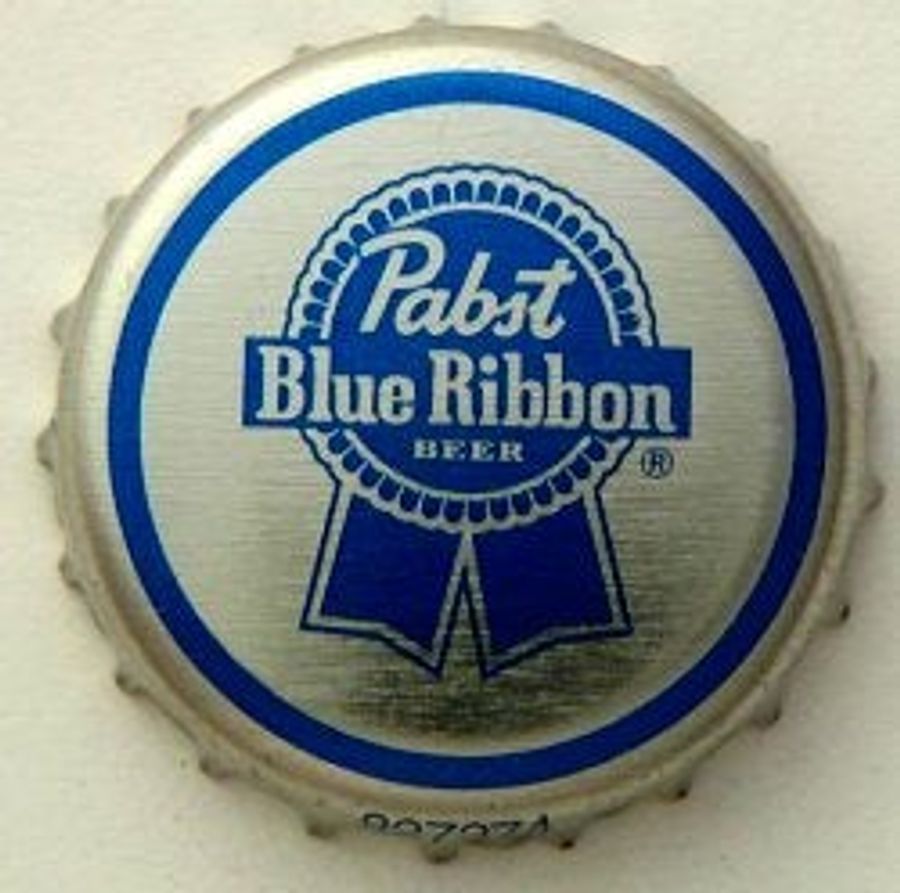 Pabst
Blue Ribbon
BEER
®